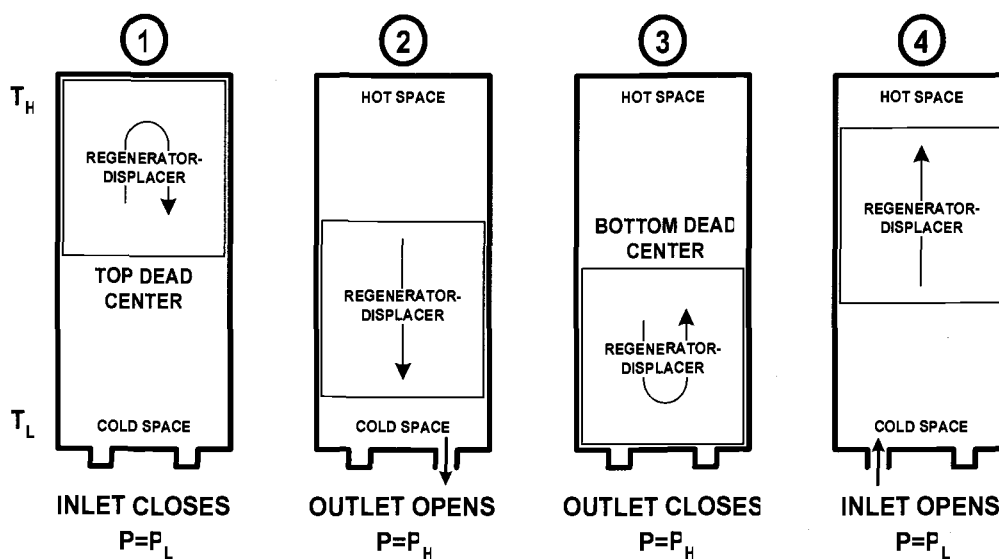 1
2
3
4
T_H
HOT SPACE
HOT SPACE
HOT SPACE
REGENERATOR-
DISPLACER
TOP DEAD
CENTER
REGENERATOR-
DISPLACER
BOTTOM DEAD
CENTER
REGENERATOR-
DISPLACER
REGENERATOR-
DISPLACER
T_L
COLD SPACE
COLD SPACE
COLD SPACE
INLET CLOSES
P=P_L
OUTLET OPENS
P=P_H
OUTLET CLOSES
P=P_H
INLET OPENS
P=P_L